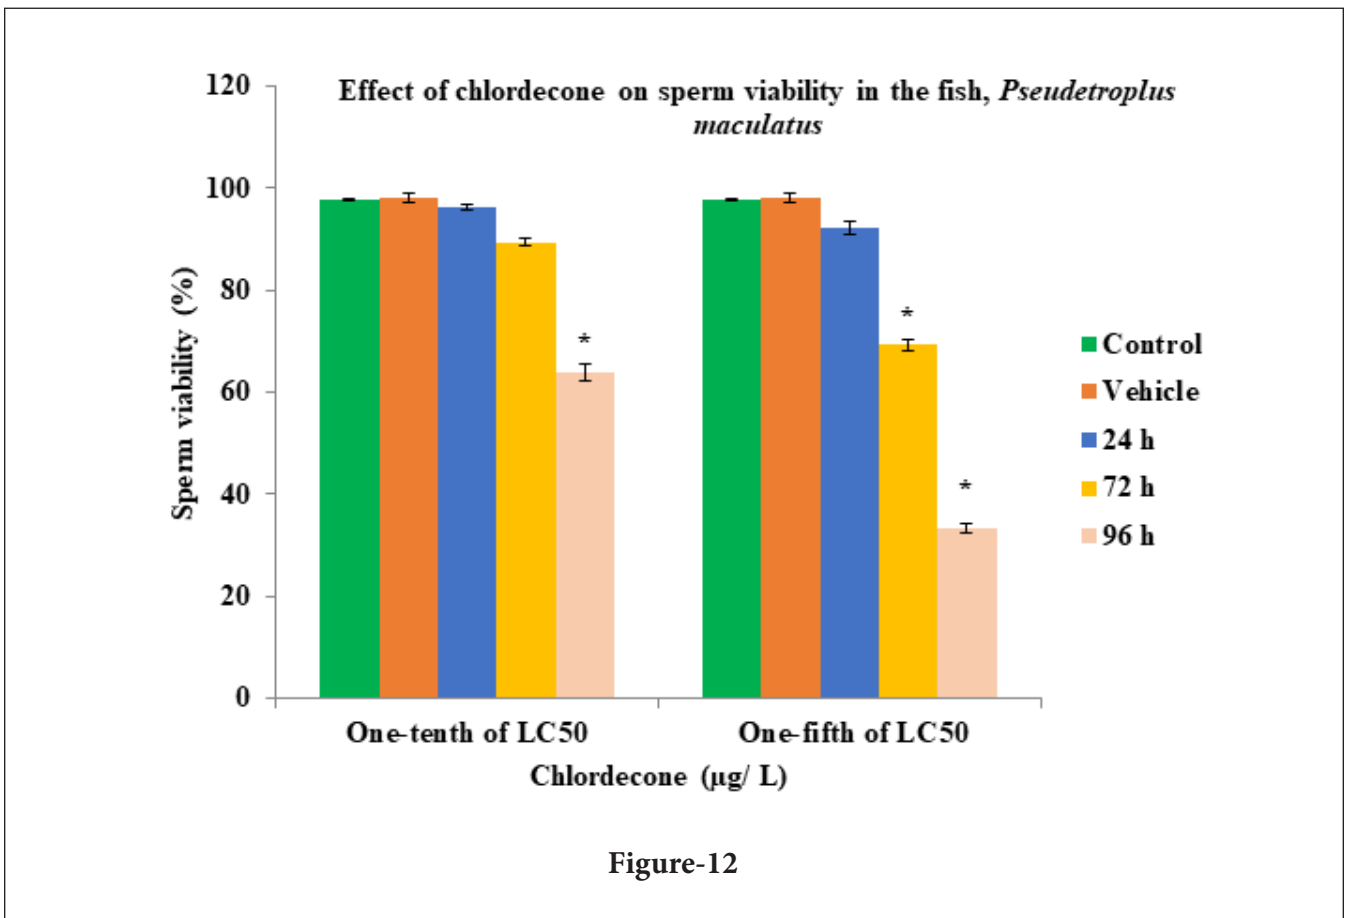 Effect of chlordecone on sperm viability in the fish, Pseudetroplus
maculatus
120
100
80
60
40
20
0
Sperm viability (%)
*
*
*
One-tenth of LC50
One-fifth of LC50
Chlordecone (µg/ L)
Control
Vehicle
24 h
72 h
96 h
Figure-12